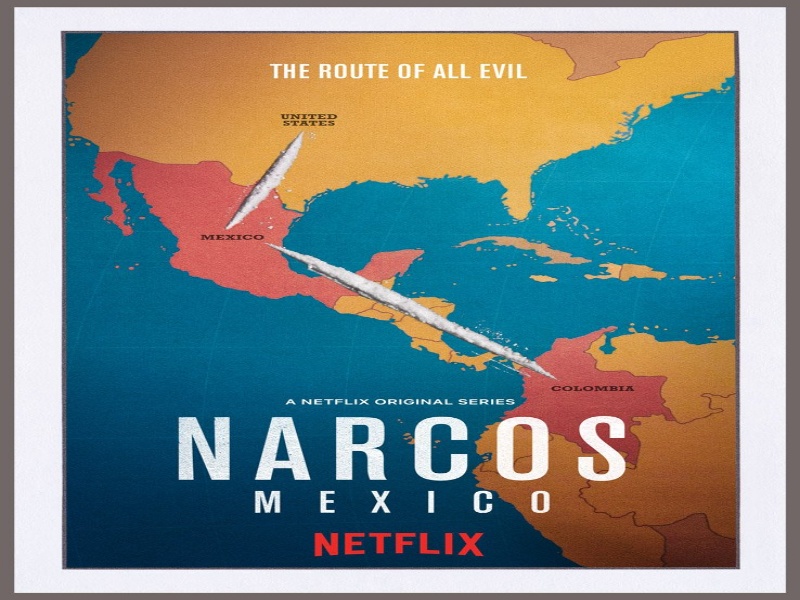 THE ROUTE OF ALL EVIL
UNITED
STATES
MEXICO
COLOMBIA
A NETFLIX ORIGINAL SERIES
NARCOS
MEXICO
NETFLIX